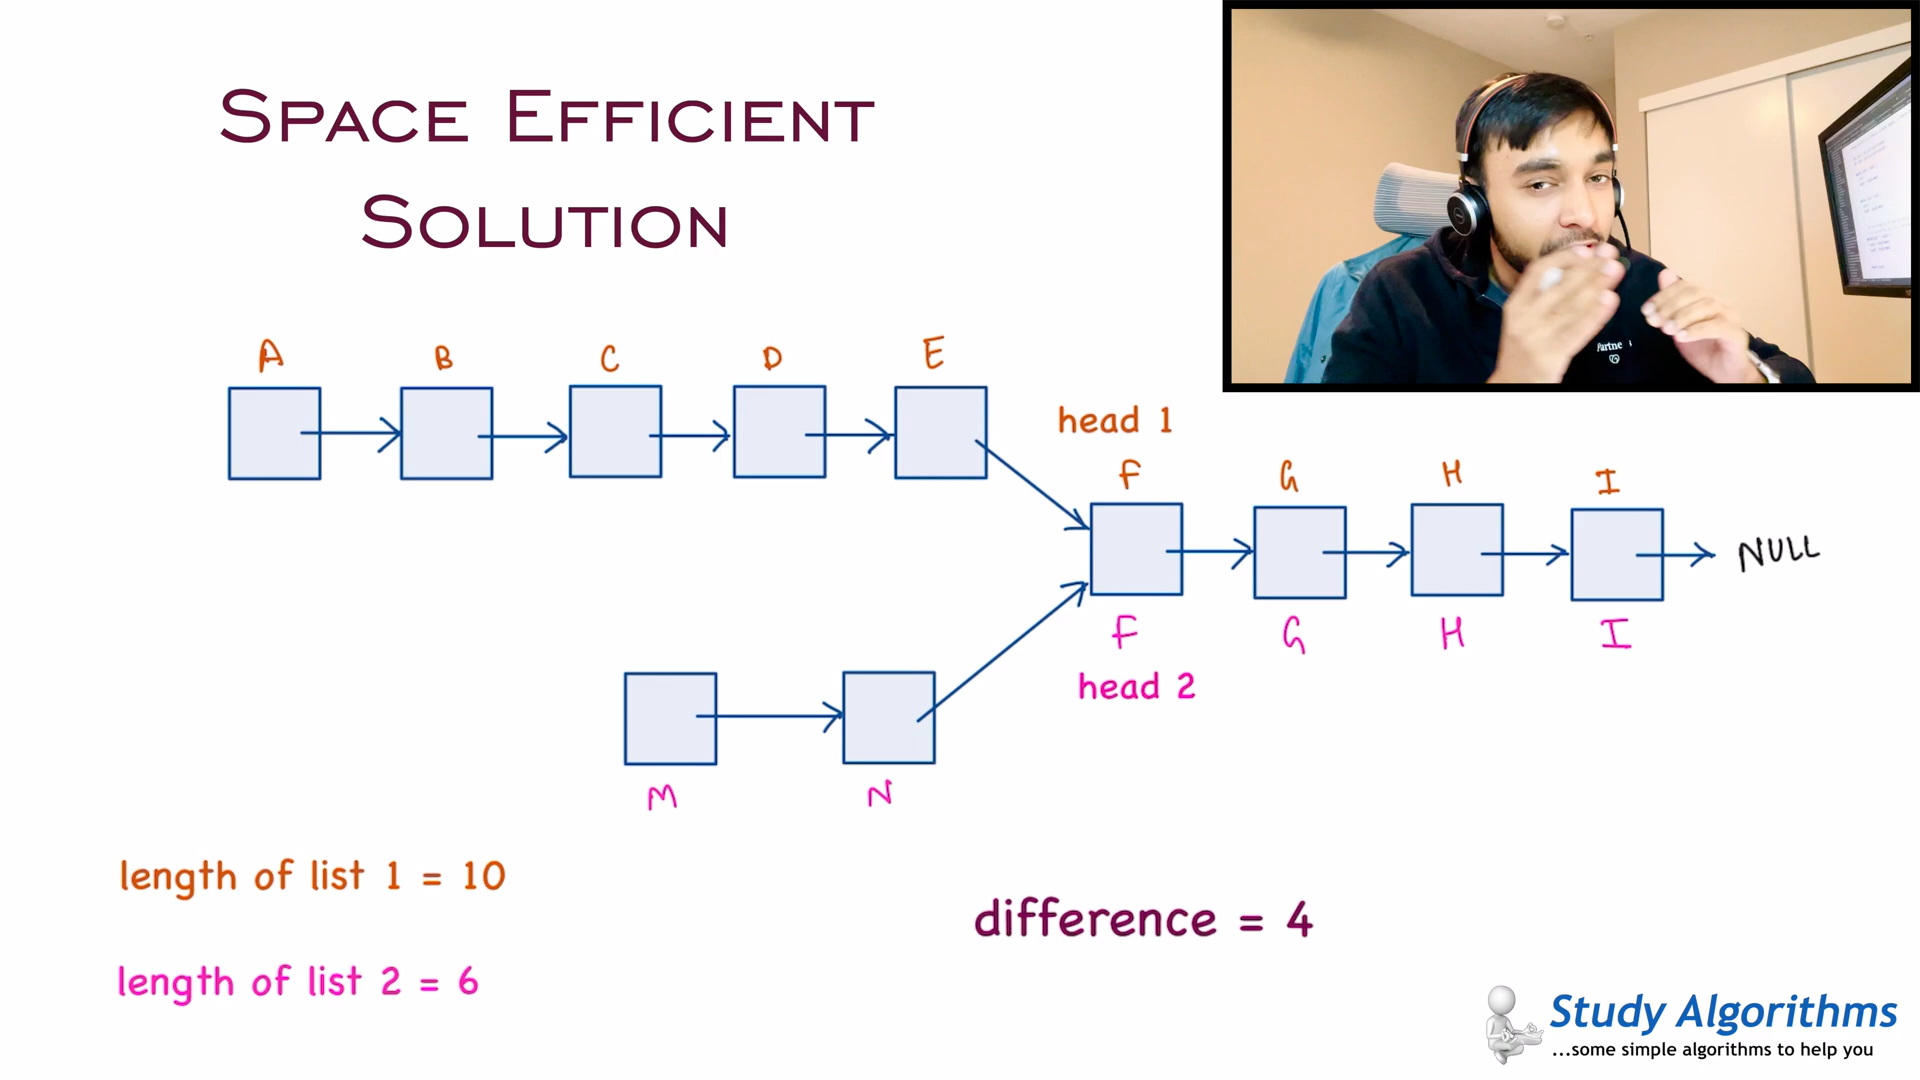 SPACE EFFICIENT
SOLUTION
A B C D E
head 1
F G H I
NULL
F G H I
head 2
M N
length of list 1 = 10
difference = 4
length of list 2 = 6
Study Algorithms
...some simple algorithms to help you